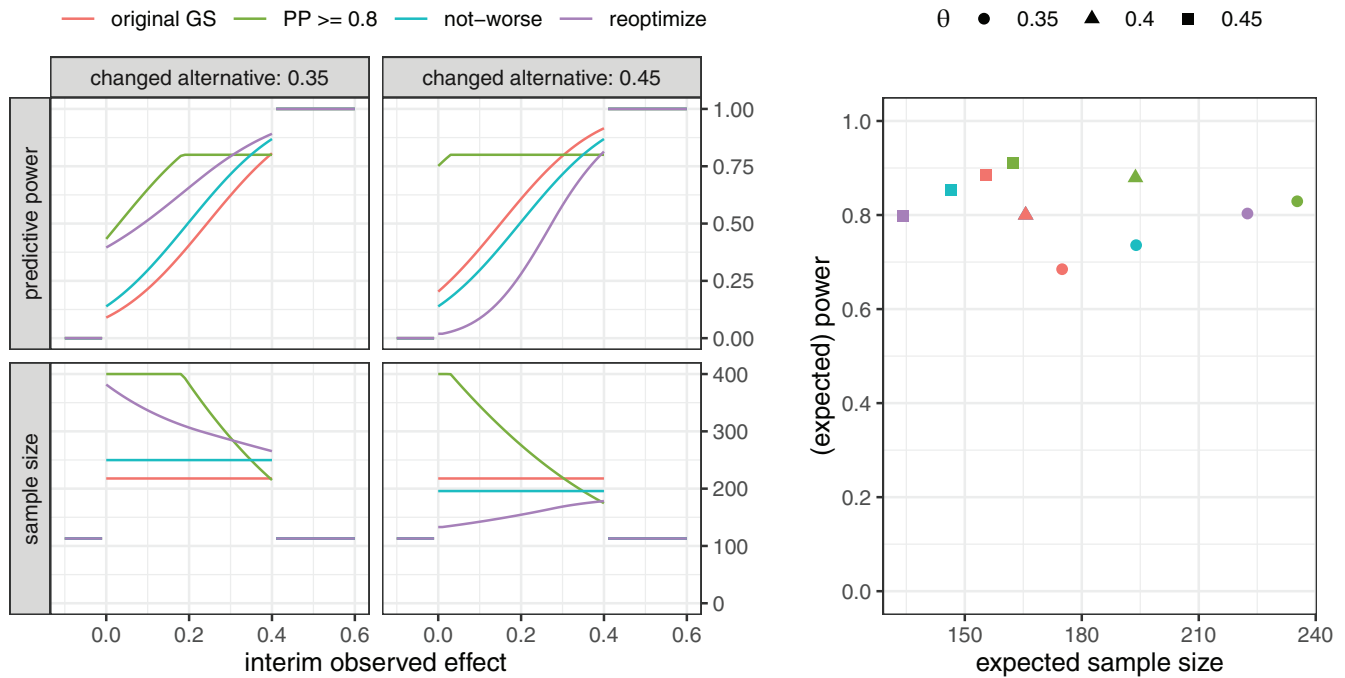 original GS PP >= 0.8 not−worse reoptimize
θ 0.35 0.4 0.45
changed alternative: 0.35
changed alternative: 0.45
predictive power
1.00
0.75
0.50
0.25
0.00
sample size
400
300
200
100
0
0.0 0.2 0.4 0.6
0.0 0.2 0.4 0.6
interim observed effect
(expected) power
1.0
0.8
0.6
0.4
0.2
0.0
150 180 210 240
expected sample size